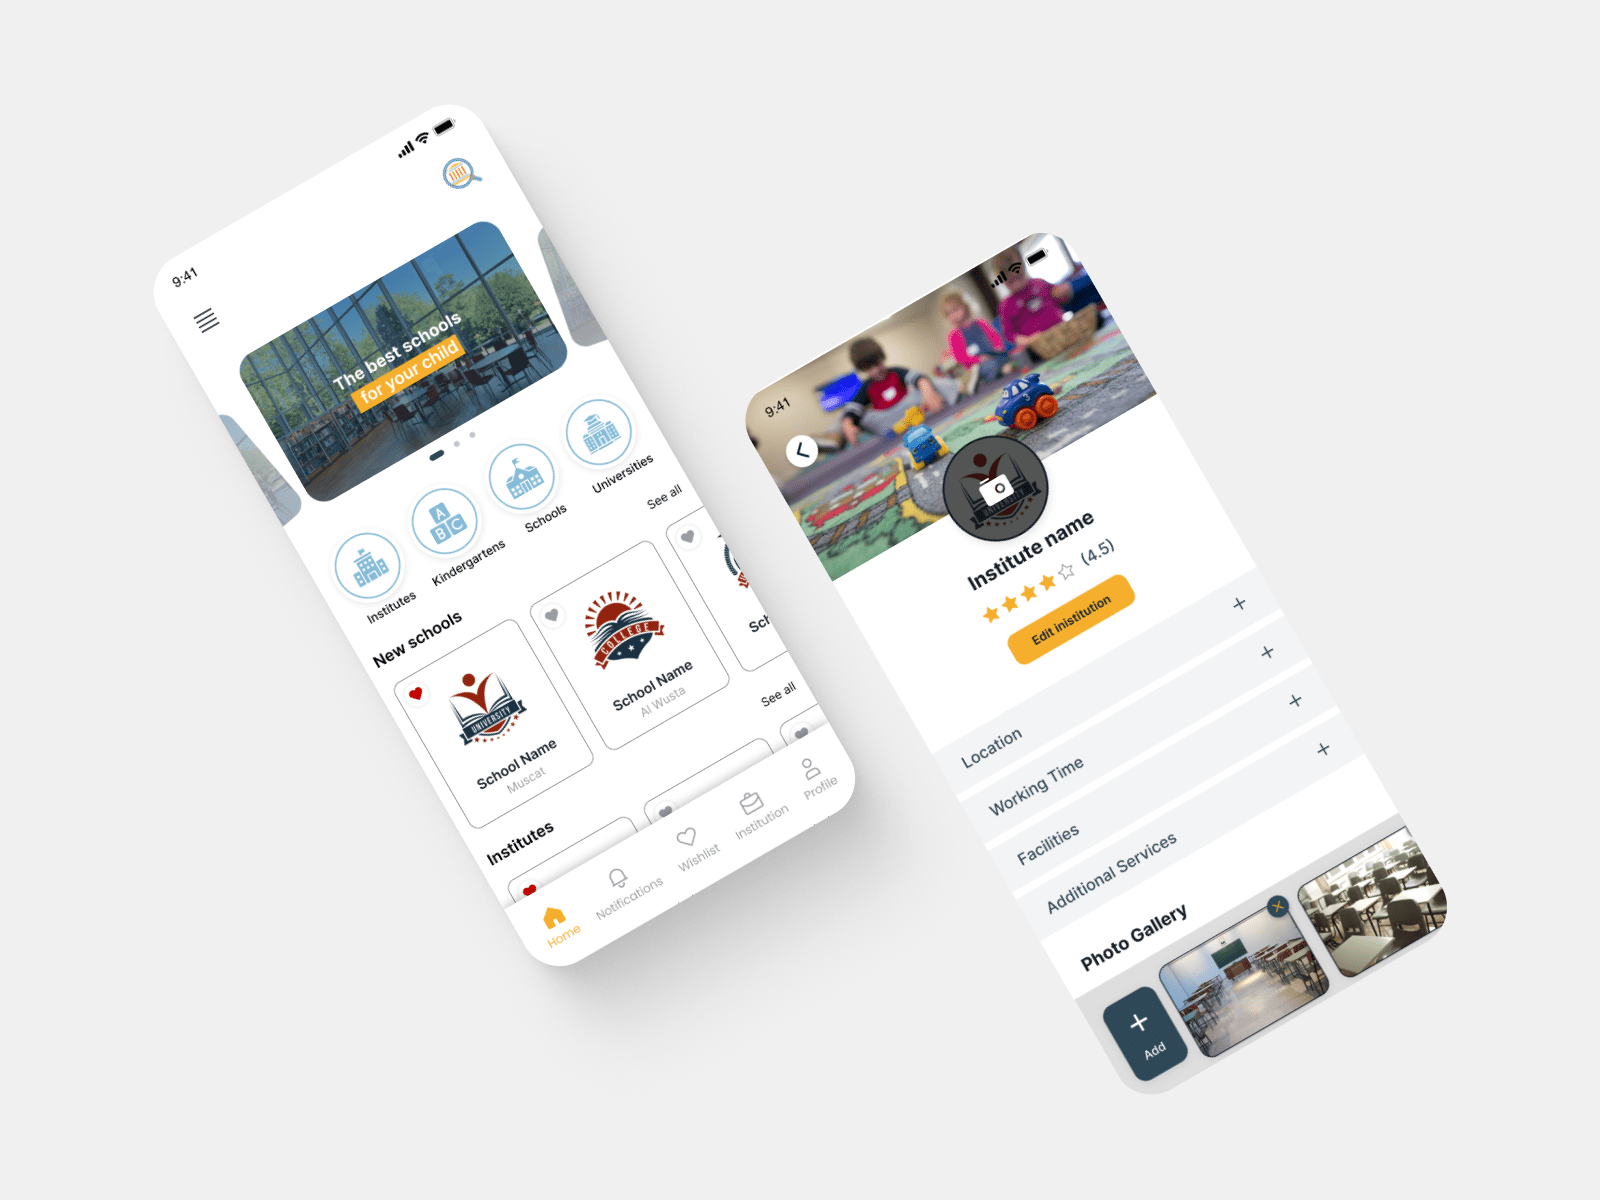 9:41
The best schools
for your child
Institutes
Kindergartens
Schools
Universities
New schools
See all
UNIVERSITY
School Name
Muscat
COLLEGE
School Name
Al Wusta
Sch
Institutes
See all
Home
Notifications
Wishlist
Institution
Profile
9:41
UNIVERSITY
Institute name
(4.5)
Edit inistitution
Location
Working Time
Facilities
Additional Services
Photo Gallery
Add